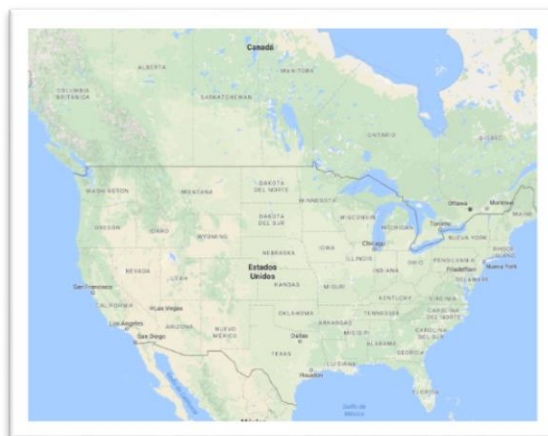 Canadá
ALBERTA
MANITOBA
COLUMBIA
BRITÁNICA
SASKATCHEWAN
ONTARIO
QUEBEC
WASHINGTON
MONTANA
DAKOTA
DEL NORTE
MINNESOTA
Ottawa
Montreal
MAINE
OREGON
IDAHO
DAKOTA
DEL SUR
WISCONSIN
MICHIGAN
Toronto
WYOMING
NUEVA YORK
Chicago
IOWA
NEBRASKA
ILLINOIS
OHIO
PENSILVANIA
RHODE
ISLAND
Nueva York
NEVADA
UTAH
Estados
Unidos
INDIANA
Filadelfia
DELAWARE
San Francisco
KANSAS
MISURI
KENTUCKY
VIRGINIA
CALIFORNIA
Las Vegas
OKLAHOMA
TENNESSEE
CAROLINA
DEL NORTE
Los Ángeles
ARIZONA
NUEVO
MÉXICO
ARKANSAS
MISISIPI
CAROLINA
DEL SUR
San Diego
Dallas
ALABAMA
GEORGIA
TEXAS
LUISIANA
Houston
FLORIDA
Golfo de
México
México